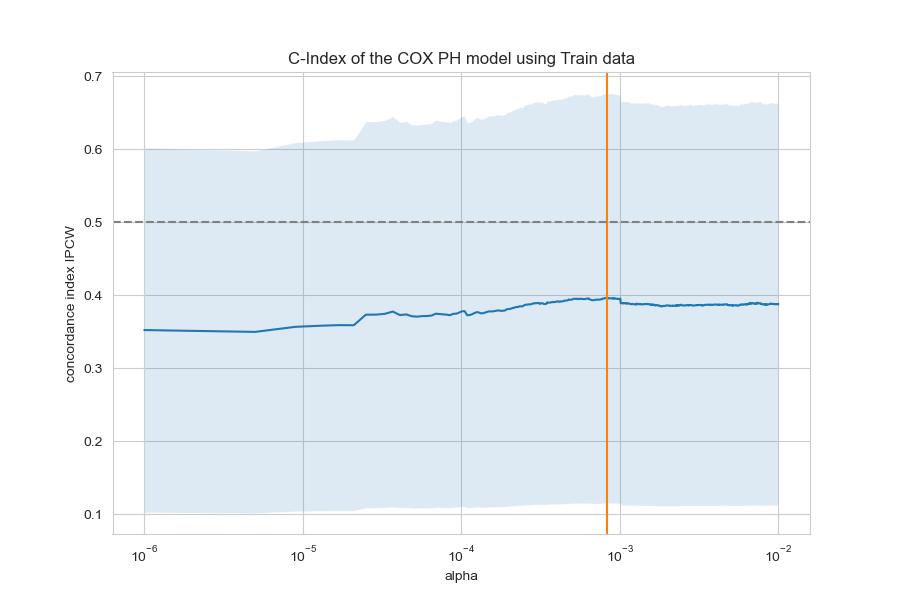 C-Index of the COX PH model using Train data
concordance index IPCW
0.7
0.6
0.5
0.4
0.3
0.2
0.1
10⁻⁶ 10⁻⁵ 10⁻⁴ 10⁻³ 10⁻²
alpha